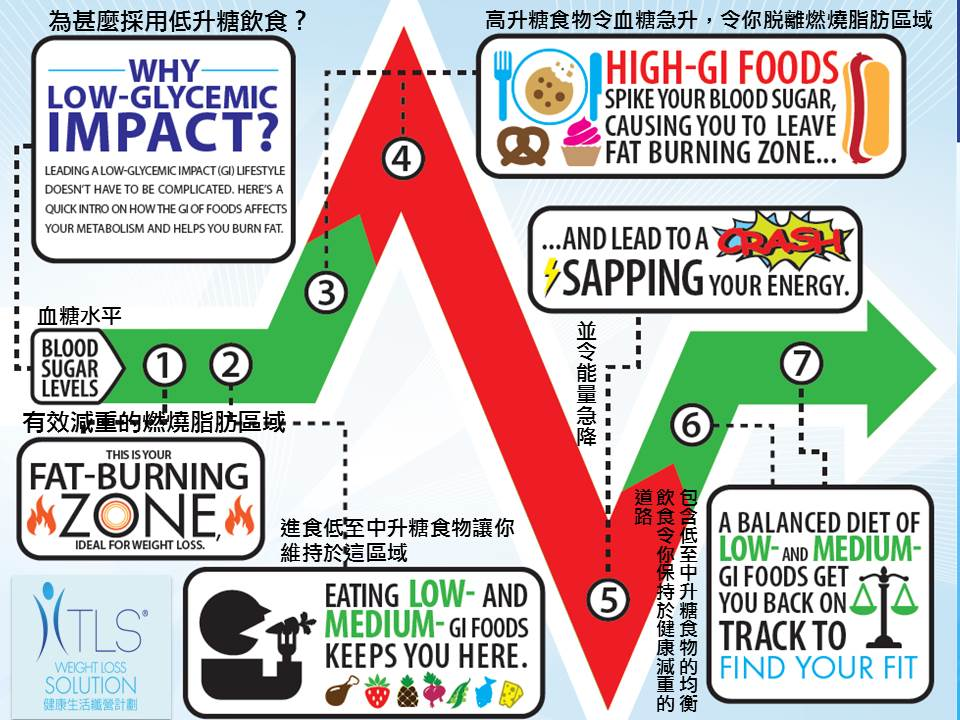 為甚麼採用低升糖飲食？
WHY
LOW-GLYCEMIC
IMPACT?
LEADING A LOW-GLYCEMIC IMPACT (GI) LIFESTYLE
DOESN'T HAVE TO BE COMPLICATED. HERE'S A
QUICK INTRO ON HOW THE GI OF FOODS AFFECTS
YOUR METABOLISM AND HELPS YOU BURN FAT.
高升糖食物令血糖急升，令你脱離燃燒脂肪區域
HIGH-GI FOODS
SPIKE YOUR BLOOD SUGAR,
CAUSING YOU TO LEAVE
FAT BURNING ZONE...
...AND LEAD TO A CRASH
SAPPING YOUR ENERGY.
並令能量急降
血糖水平
BLOOD
SUGAR
LEVELS
1
2
3
4
5
6
7
有效減重的燃燒脂肪區域
THIS IS YOUR
FAT-BURNING
ZONE,
IDEAL FOR WEIGHT LOSS.
進食低至中升糖食物讓你
維持於這區域
EATING LOW- AND
MEDIUM- GI FOODS
KEEPS YOU HERE.
包含低至中升糖食物的均衡
飲食令你保持於健康減重的
道路
A BALANCED DIET OF
LOW- AND MEDIUM-
GI FOODS GET
YOU BACK ON
TRACK TO
FIND YOUR FIT
TLS®
WEIGHT LOSS
SOLUTION
健康生活纖營計劃